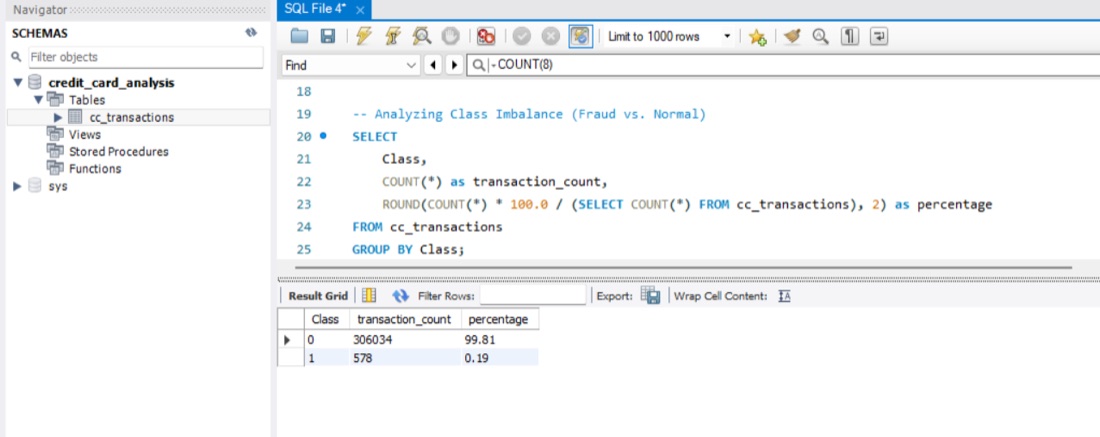 Navigator
SCHEMAS
Filter objects
credit_card_analysis
Tables
cc_transactions
Views
Stored Procedures
Functions
sys
SQL File 4*
Limit to 1000 rows
Find
COUNT(8)
18
19 -- Analyzing Class Imbalance (Fraud vs. Normal)
20 SELECT
21 Class,
22 COUNT(*) as transaction_count,
23 ROUND(COUNT(*) * 100.0 / (SELECT COUNT(*) FROM cc_transactions), 2) as percentage
24 FROM cc_transactions
25 GROUP BY Class;
Result Grid Filter Rows: Export: Wrap Cell Content:
Class transaction_count percentage
0 306034 99.81
1 578 0.19